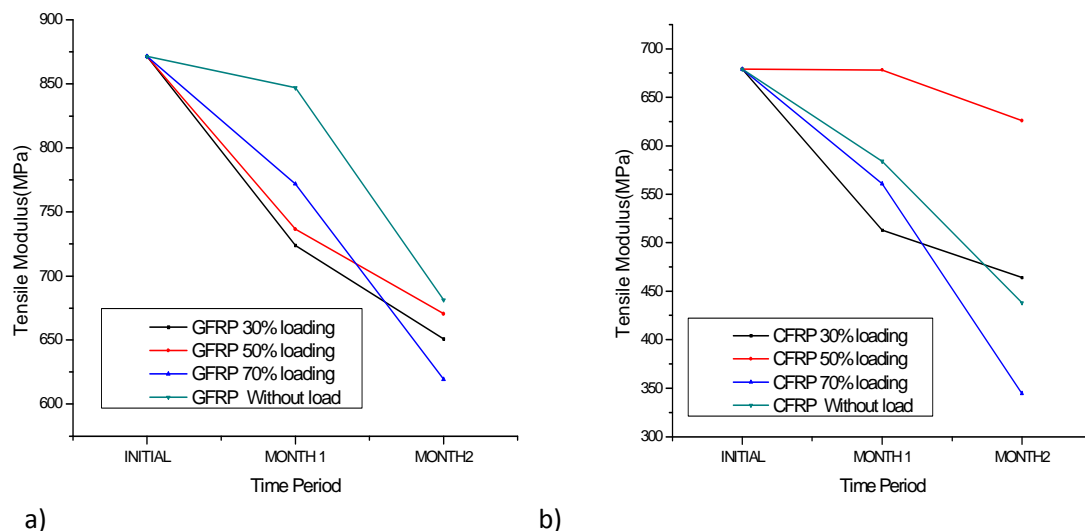 900
850
800
750
700
650
600
Tensile Modulus(MPa)
GFRP 30% loading
GFRP 50% loading
GFRP 70% loading
GFRP Without load
INITIAL MONTH 1 MONTH2
Time Period
a)
700
650
600
550
500
450
400
350
300
Tensile Modulus(MPa)
CFRP 30% loading
CFRP 50% loading
CFRP 70% loading
CFRP Without load
INITIAL MONTH 1 MONTH2
Time Period
b)